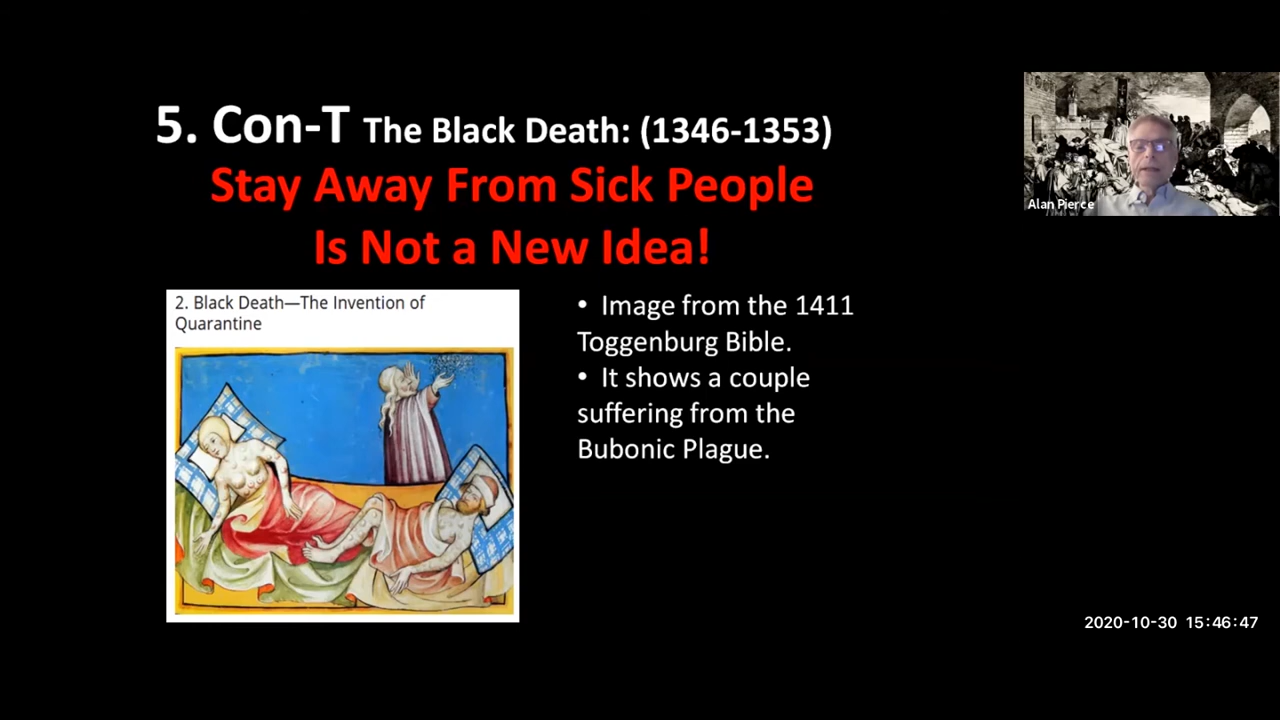 5. Con-T The Black Death: (1346-1353)
Stay Away From Sick People
Is Not a New Idea!
2. Black Death—The Invention of
Quarantine
• Image from the 1411
Toggenburg Bible.
• It shows a couple
suffering from the
Bubonic Plague.
Alan Pierce
2020-10-30 15:46:47